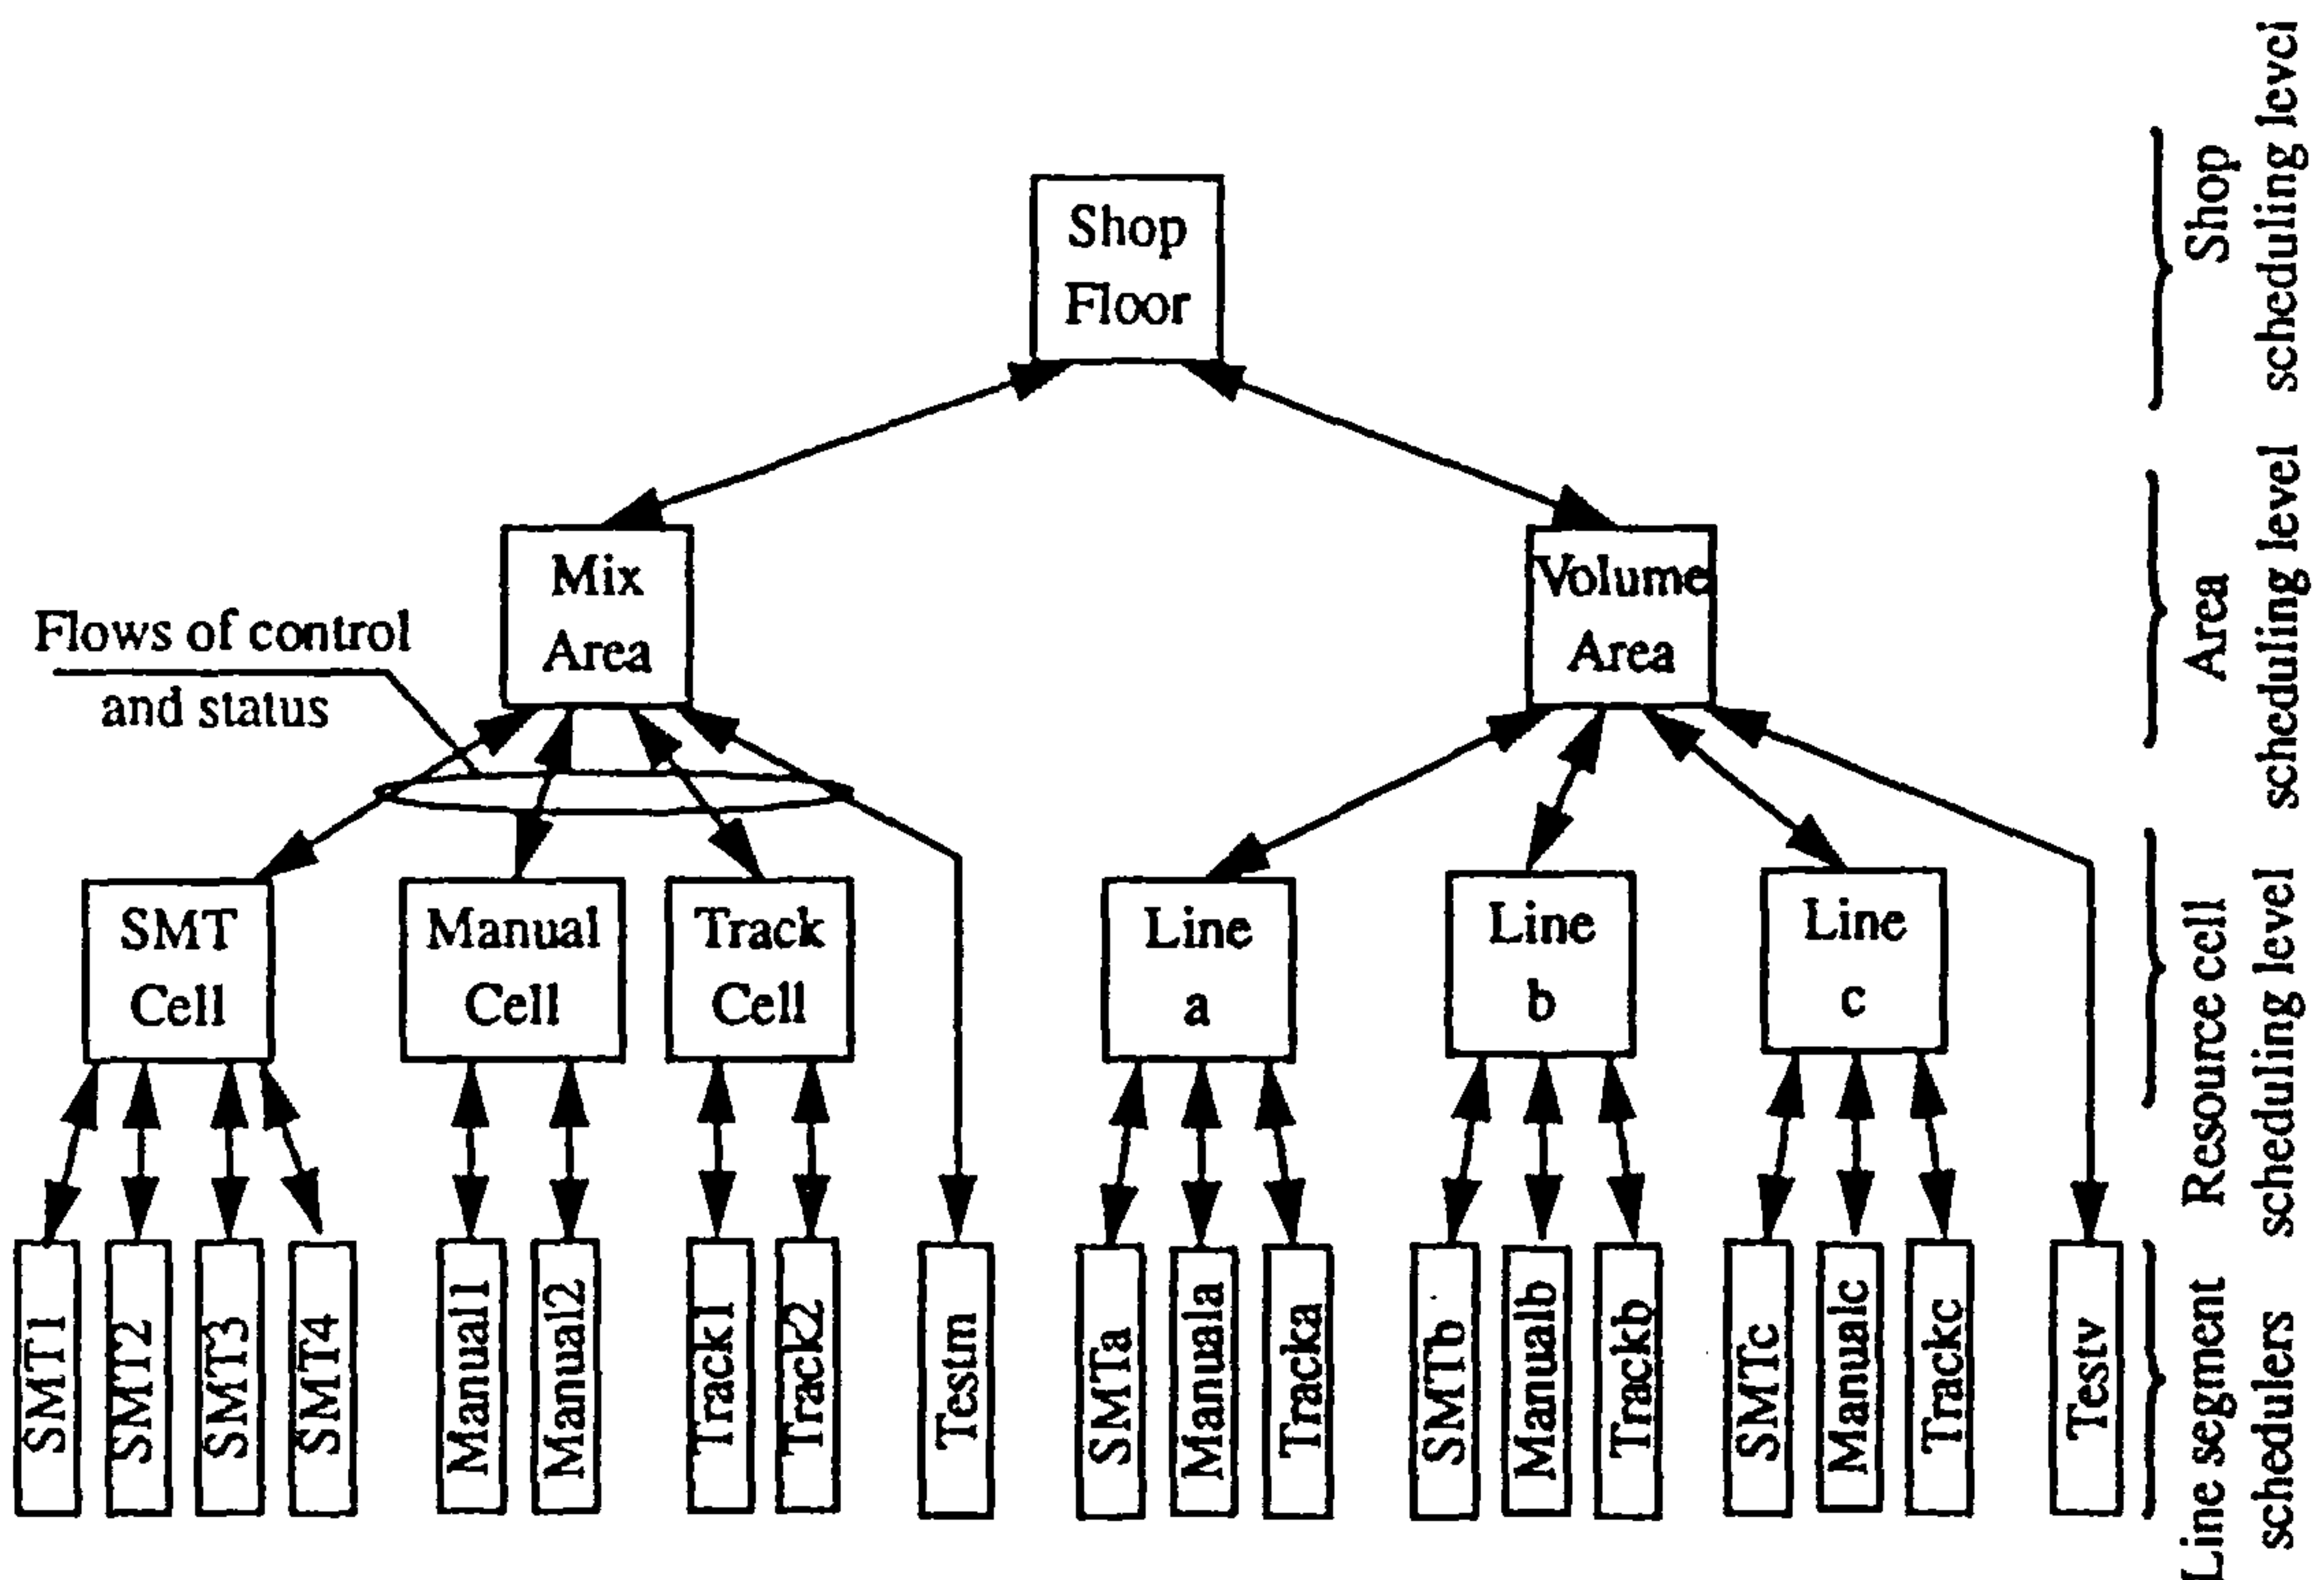 Shop
Floor
Shop
scheduling level
Mix
Area
Volume
Area
Area
scheduling level
Flows of control
and status
SMT
Cell
Manual
Cell
Track
Cell
Line
a
Line
b
Line
c
Resource cell
scheduling level
SMT1
SMT2
SMT3
SMT4
Manual1
Manual2
Track1
Track2
Testm
SMTa
Manuala
Tracka
SMTb
Manualb
Trackb
SMTc
Manualc
Trackc
Testv
Line segment
schedulers